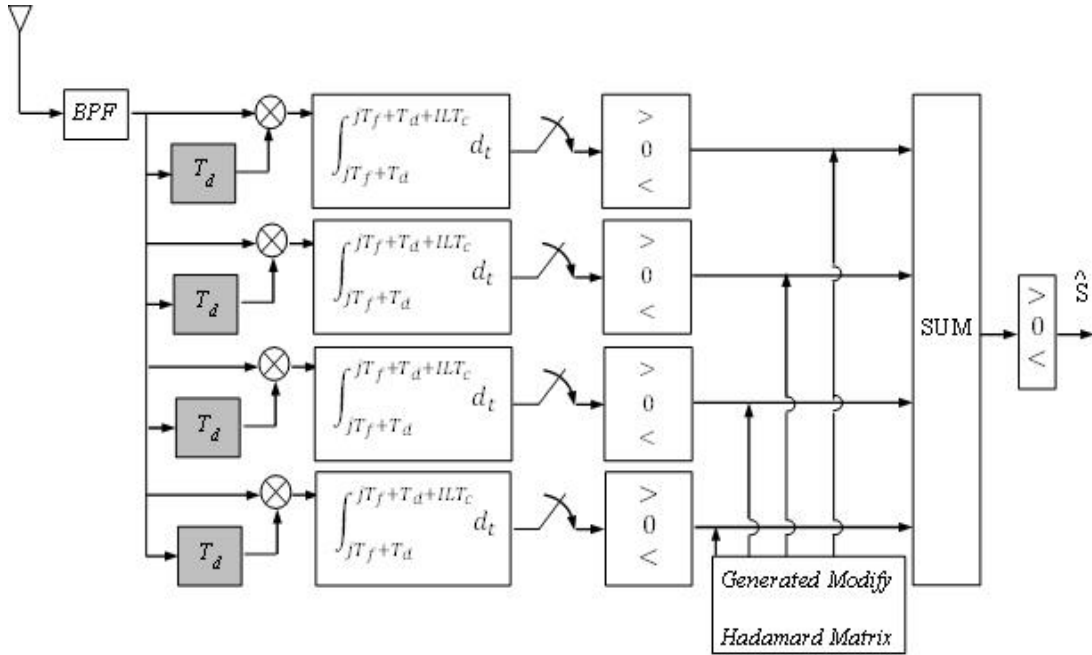 BPF
T_d
∫_{jT_f+T_d}^{jT_f+T_d+ILT_c} d_t
>
0
<
T_d
∫_{jT_f+T_d}^{jT_f+T_d+ILT_c} d_t
>
0
<
T_d
∫_{jT_f+T_d}^{jT_f+T_d+ILT_c} d_t
>
0
<
T_d
∫_{jT_f+T_d}^{jT_f+T_d+ILT_c} d_t
>
0
<
Generated Modify
Hadamard Matrix
SUM
>
0
<
Ŝ